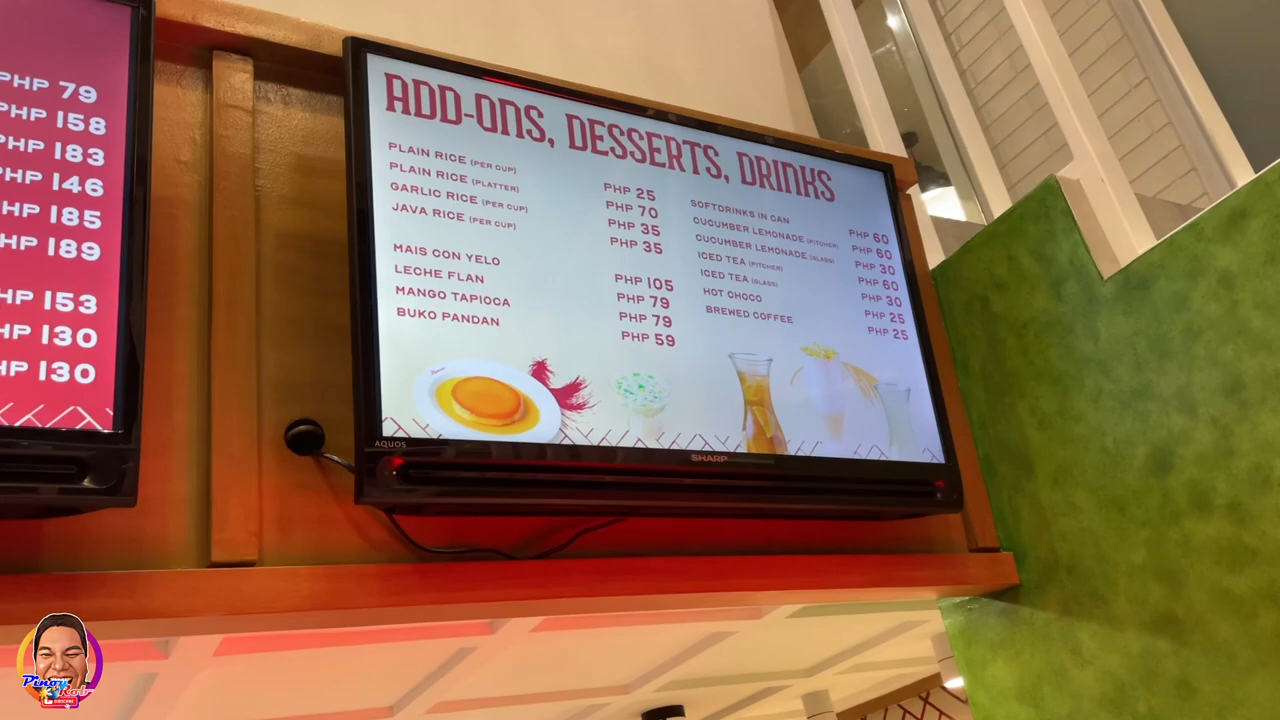 PHP 79
PHP 158
PHP 183
PHP 146
PHP 185
PHP 189
PHP 153
PHP 130
PHP 130
ADD-ONS, DESSERTS, DRINKS
PLAIN RICE (PER CUP) PHP 25
PLAIN RICE (PLATTER) PHP 70
GARLIC RICE (PER CUP) PHP 35
JAVA RICE (PER CUP) PHP 35
MAIS CON YELO PHP 105
LECHE FLAN PHP 79
MANGO TAPIOCA PHP 79
BUKO PANDAN PHP 59
SOFTDRINKS IN CAN PHP 60
CUCUMBER LEMONADE (PITCHER) PHP 60
CUCUMBER LEMONADE (GLASS) PHP 30
ICED TEA (PITCHER) PHP 60
ICED TEA (GLASS) PHP 30
HOT CHOCO PHP 25
BREWED COFFEE PHP 25
AQUOS
SHARP
Pinoy
Rob
SUBSCRIBE